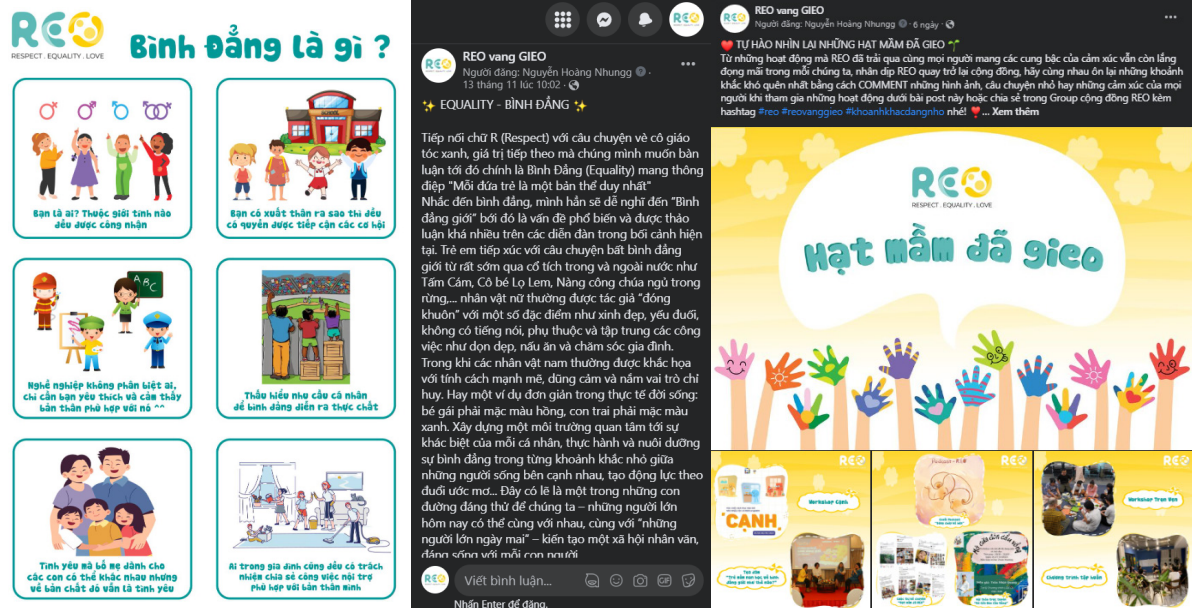 REO
RESPECT . EQUALITY . LOVE
Bình Đẳng là gì ?
Bạn là ai? Thuộc giới tính nào
đều được công nhận
Bạn có xuất thân ra sao thì đều
có quyền được tiếp cận các cơ hội
ABC
Nghề nghiệp không phân biệt ai,
chỉ cần bạn yêu thích và cảm thấy
bản thân phù hợp với nó ^^
Thấu hiểu nhu cầu cá nhân
để bình đẳng diễn ra thực chất
Tình yêu mà bố mẹ dành cho
các con có thể khác nhau nhưng
về bản chất đó vẫn là tình yêu
Ai trong gia đình cũng đều có trách
nhiệm chia sẻ công việc nội trợ
phù hợp với bản thân mình
REO
REO vang GIEO
Người đăng: Nguyễn Hoàng Nhungg
13 tháng 11 lúc 10:02
EQUALITY - BÌNH ĐẲNG
Tiếp nối chữ R (Respect) với câu chuyện về cô giáo
tóc xanh, giá trị tiếp theo mà chúng mình muốn bàn
luận tới đó chính là Bình Đẳng (Equality) mang thông
điệp "Mỗi đứa trẻ là một bản thể duy nhất"
Nhắc đến bình đẳng, mình hẳn sẽ dễ nghĩ đến "Bình
đẳng giới" bới đó là vấn đề phổ biến và được thảo
luận khá nhiều trên các diễn đàn trong bối cảnh hiện
tại. Trẻ em tiếp xúc với câu chuyện bất bình đẳng
giới từ rất sớm qua cổ tích trong và ngoài nước như
Tấm Cám, Cô bé Lọ Lem, Nàng công chúa ngủ trong
rừng,... nhân vật nữ thường được tác giả "đóng
khuôn" với một số đặc điểm như xinh đẹp, yếu đuối,
không có tiếng nói, phụ thuộc và tập trung các công
việc như dọn dẹp, nấu ăn và chăm sóc gia đình.
Trong khi các nhân vật nam thường được khắc họa
với tính cách mạnh mẽ, dũng cảm và nắm vai trò chỉ
huy. Hay một ví dụ đơn giản trong thực tế đời sống:
bé gái phải mặc màu hồng, con trai phải mặc màu
xanh. Xây dựng một môi trường quan tâm tới sự
khác biệt của mỗi cá nhân, thực hành và nuôi dưỡng
sự bình đẳng trong từng khoảnh khắc nhỏ giữa
những người sống bên cạnh nhau, tạo động lực theo
đuổi ước mơ... Đây có lẽ là một trong những con
đường đáng thử để chúng ta – những người lớn
hôm nay có thể cùng với nhau, cùng với "những
người lớn ngày mai" – kiến tạo một xã hội nhân văn,
đáng sống với mỗi con người
REO
Viết bình luận...
GIF
Nhấn Enter để đăng.
REO
REO vang GIEO
Người đăng: Nguyễn Hoàng Nhungg · 6 ngày
TỰ HÀO NHÌN LẠI NHỮNG HẠT MẦM ĐÃ GIEO
Từ những hoạt động mà REO đã trải qua cùng mọi người mang các cung bậc của cảm xúc vẫn còn lắng
đọng mãi trong mỗi chúng ta, nhân dịp REO quay trở lại cộng đồng, hãy cùng nhau ôn lại những khoảnh
khắc khó quên nhất bằng cách COMMENT những hình ảnh, câu chuyện nhỏ hay những cảm xúc của mọi
người khi tham gia những hoạt động dưới bài post này hoặc chia sẻ trong Group cộng đồng REO kèm
hashtag #reo #reovanggieo #khoanhkhacdangnho nhé! ... Xem thêm
REO
RESPECT . EQUALITY . LOVE
Hạt mầm đã gieo
REO
Workshop Cạnh
CẠNH
REO
REO
Workshop Trọn Vẹn
Chương trình tập huấn